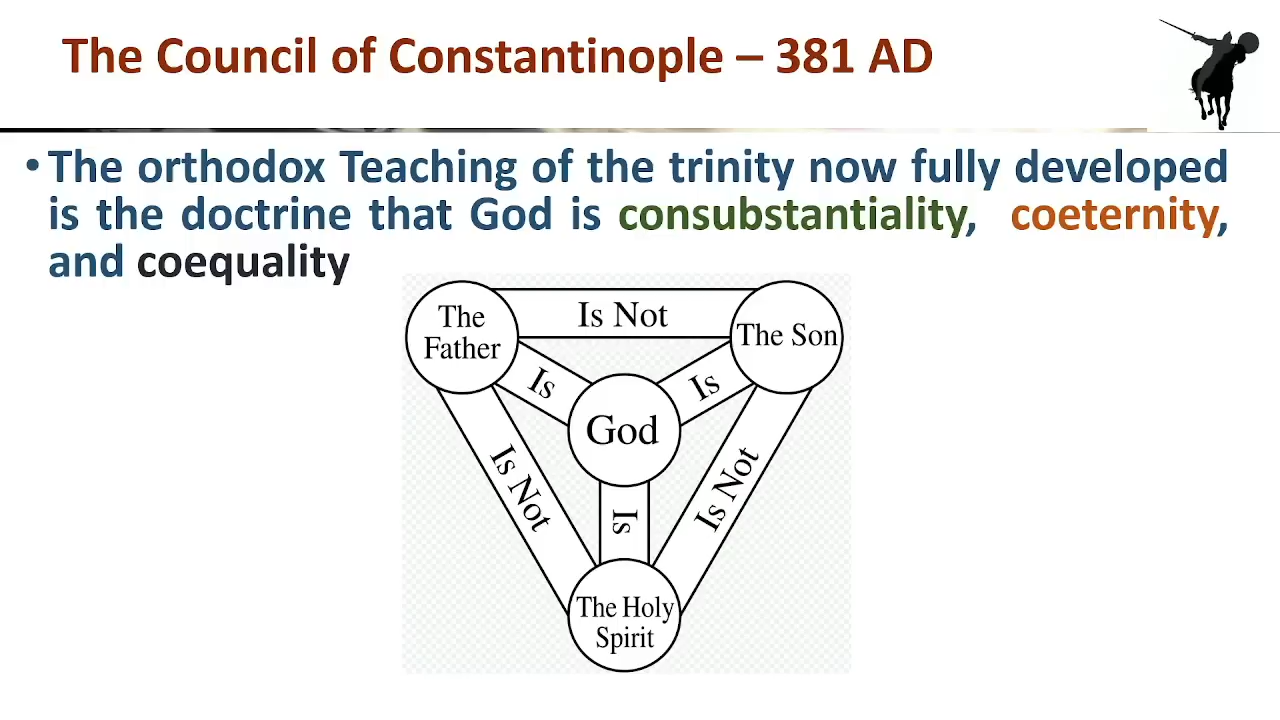 The Council of Constantinople – 381 AD
• The orthodox Teaching of the trinity now fully developed
is the doctrine that God is consubstantiality, coeternity,
and coequality
The
Father
Is Not
The Son
Is
Is
God
Is Not
Is Not
Is
The Holy
Spirit